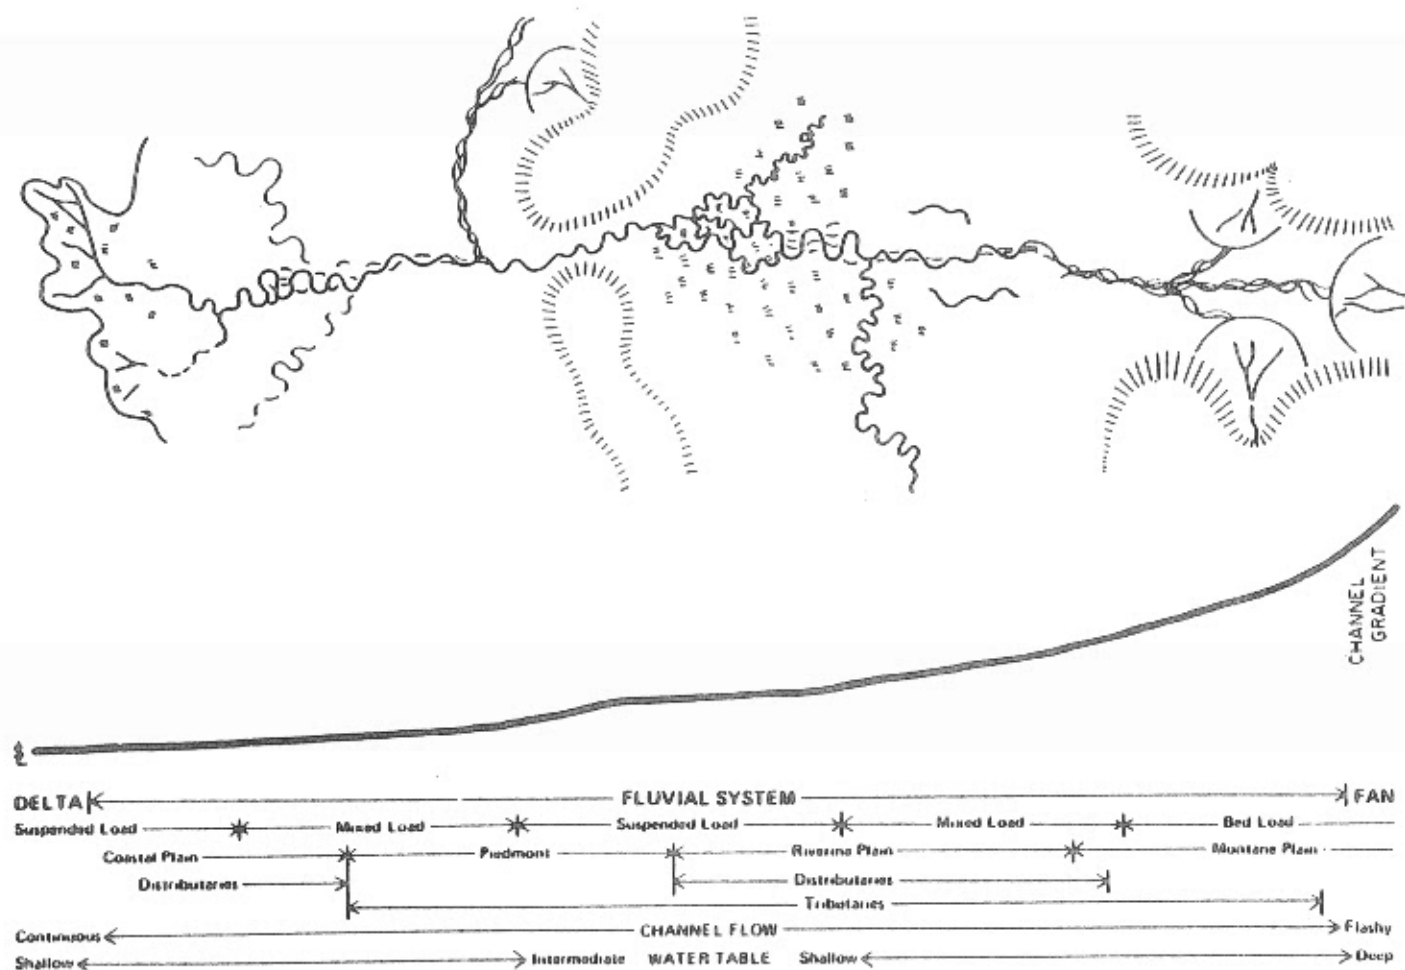 CHANNEL
GRADIENT
DELTA FLUVIAL SYSTEM FAN
Suspended Load Mixed Load Suspended Load Mixed Load Bed Load
Coastal Plain Piedmont Riverine Plain Montane Plain
Distributaries Distributaries
Tributaries
Continuous CHANNEL FLOW Flashy
Shallow Intermediate WATER TABLE Shallow Deep